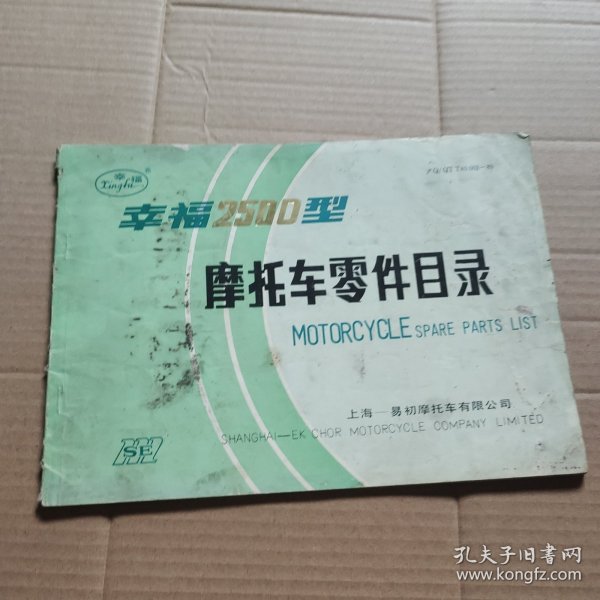 幸福
Xingfu
®
幸福250D型
摩托车零件目录
MOTORCYCLE SPARE PARTS LIST
上海—易初摩托车有限公司
SHANGHAI—EK CHOR MOTORCYCLE COMPANY LIMITED
SE
孔夫子旧书网
www.kongfz.com